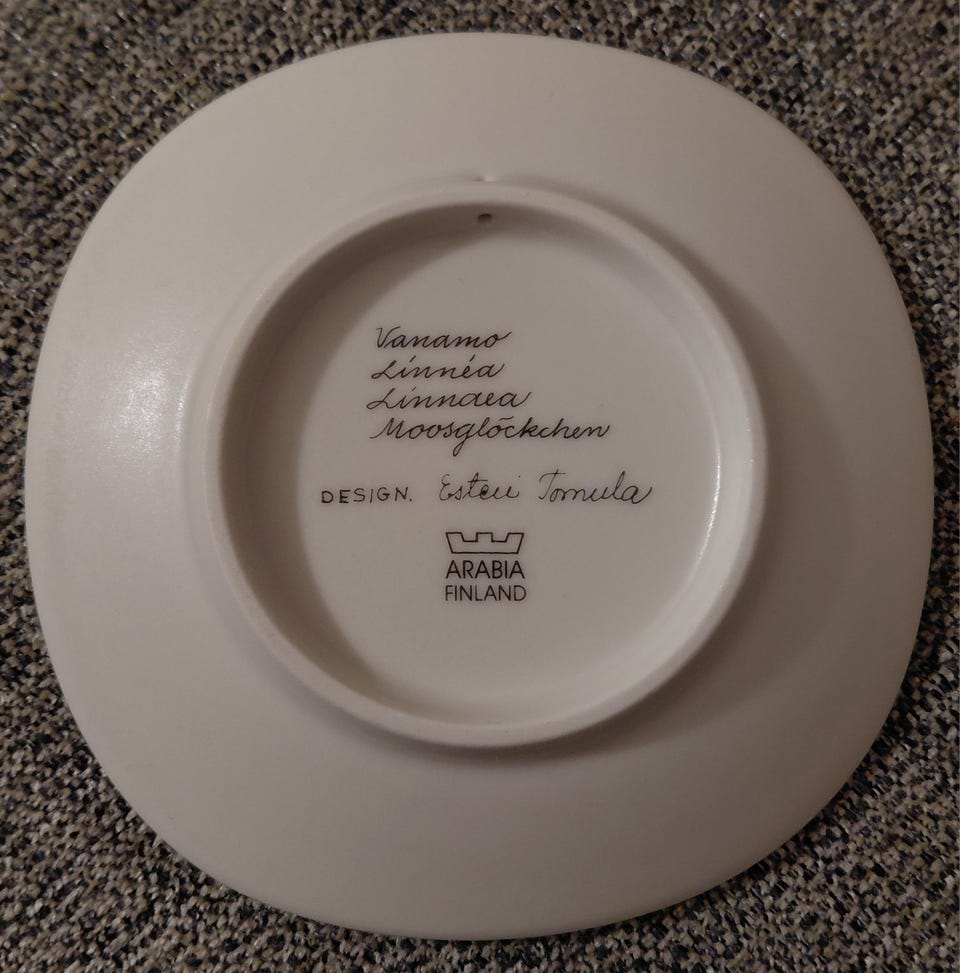 Vanamo
Linnéa
Linnaea
Moosglöckchen
DESIGN. Esteri Tomula
ARABIA
FINLAND